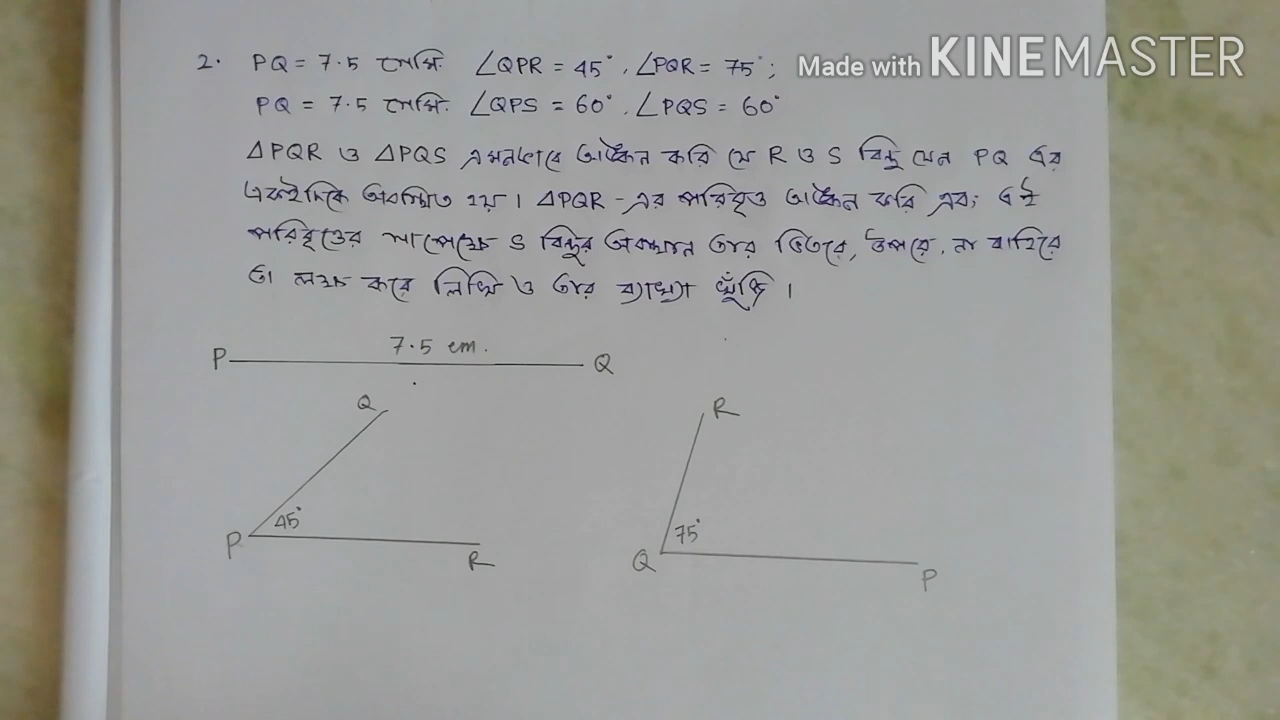 Made with KINEMASTER
2. PQ = 7.5 সেমি. ∠QPR = 45°, ∠PQR = 75°;
PQ = 7.5 সেমি. ∠QPS = 60°, ∠PQS = 60°
ΔPQR ও ΔPQS এমনভাবে অঙ্কন করি যে R ও S বিন্দু যেন PQ এর
একইদিকে অবস্থিত হয়। ΔPQR-এর পরিবৃত্ত অঙ্কন করি এবং এই
পরিবৃত্তের সাপেক্ষে S বিন্দুর অবস্থান তার ভিতরে, উপরে, না বাহিরে
তা লক্ষ্য করে লিখি ও তার ব্যাখ্যা খুঁজি।
7.5 cm.
P Q
Q
45°
P R
R
75°
Q P